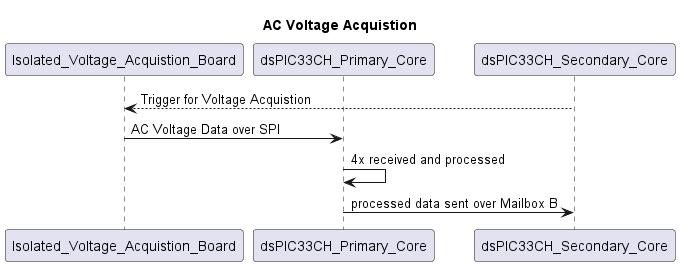 AC Voltage Acquistion
Isolated_Voltage_Acquistion_Board
dsPIC33CH_Primary_Core
dsPIC33CH_Secondary_Core
Trigger for Voltage Acquistion
AC Voltage Data over SPI
4x received and processed
processed data sent over Mailbox B
Isolated_Voltage_Acquistion_Board
dsPIC33CH_Primary_Core
dsPIC33CH_Secondary_Core